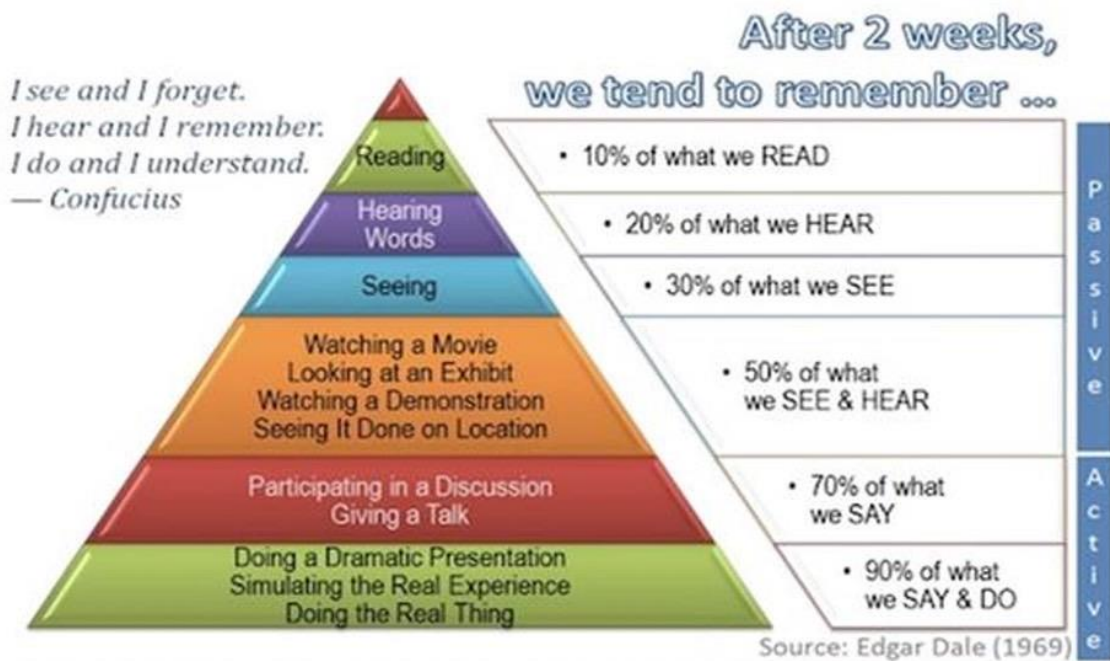 After 2 weeks,
we tend to remember ...
I see and I forget.
I hear and I remember.
I do and I understand.
— Confucius
Reading
Hearing
Words
Seeing
Watching a Movie
Looking at an Exhibit
Watching a Demonstration
Seeing It Done on Location
Participating in a Discussion
Giving a Talk
Doing a Dramatic Presentation
Simulating the Real Experience
Doing the Real Thing
• 10% of what we READ
• 20% of what we HEAR
• 30% of what we SEE
• 50% of what
we SEE & HEAR
• 70% of what
we SAY
• 90% of what
we SAY & DO
Passive
Active
Source: Edgar Dale (1969)